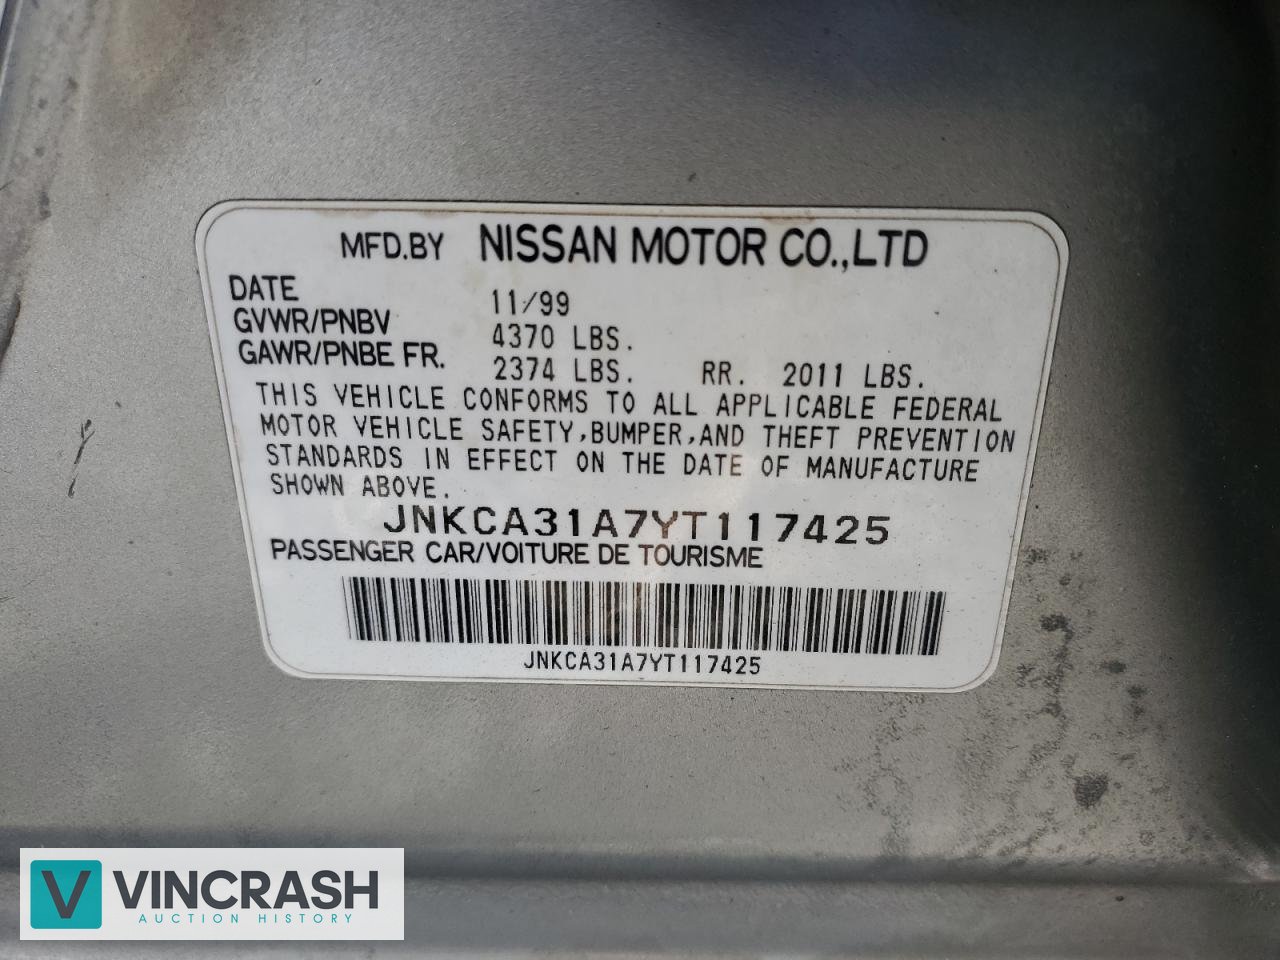 MFD.BY NISSAN MOTOR CO.,LTD
DATE 11/99
GVWR/PNBV 4370 LBS.
GAWR/PNBE FR. 2374 LBS. RR. 2011 LBS.
THIS VEHICLE CONFORMS TO ALL APPLICABLE FEDERAL
MOTOR VEHICLE SAFETY,BUMPER,AND THEFT PREVENTION
STANDARDS IN EFFECT ON THE DATE OF MANUFACTURE
SHOWN ABOVE.
JNKCA31A7YT117425
PASSENGER CAR/VOITURE DE TOURISME
JNKCA31A7YT117425
V VINCRASH
AUCTION HISTORY